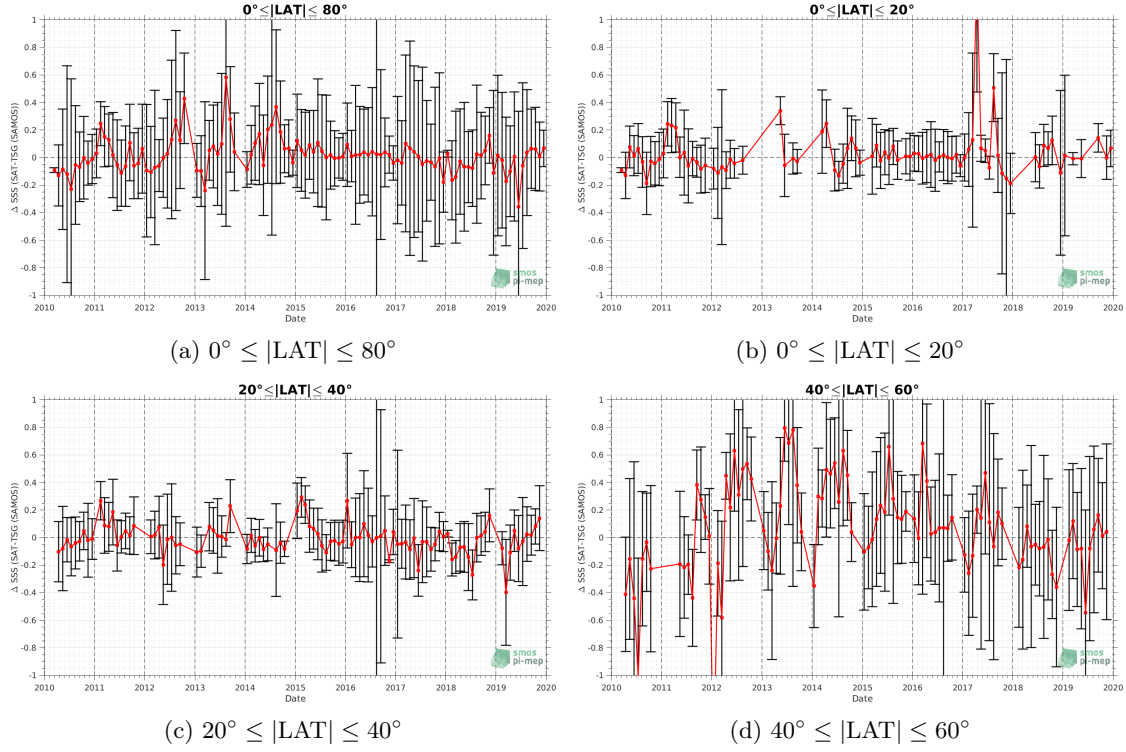 0°≤|LAT|≤ 80°
Δ SSS (SAT-TSG (SAMOS))
1
0.8
0.6
0.4
0.2
0
-0.2
-0.4
-0.6
-0.8
-1
2010 2011 2012 2013 2014 2015 2016 2017 2018 2019 2020
Date
smos
pi-mep
(a) 0° ≤ |LAT| ≤ 80°
0°≤|LAT|≤ 20°
Δ SSS (SAT-TSG (SAMOS))
1
0.8
0.6
0.4
0.2
0
-0.2
-0.4
-0.6
-0.8
-1
2010 2011 2012 2013 2014 2015 2016 2017 2018 2019 2020
Date
smos
pi-mep
(b) 0° ≤ |LAT| ≤ 20°
20°≤|LAT|≤ 40°
Δ SSS (SAT-TSG (SAMOS))
1
0.8
0.6
0.4
0.2
0
-0.2
-0.4
-0.6
-0.8
-1
2010 2011 2012 2013 2014 2015 2016 2017 2018 2019 2020
Date
smos
pi-mep
(c) 20° ≤ |LAT| ≤ 40°
40°≤|LAT|≤ 60°
Δ SSS (SAT-TSG (SAMOS))
1
0.8
0.6
0.4
0.2
0
-0.2
-0.4
-0.6
-0.8
-1
2010 2011 2012 2013 2014 2015 2016 2017 2018 2019 2020
Date
smos
pi-mep
(d) 40° ≤ |LAT| ≤ 60°